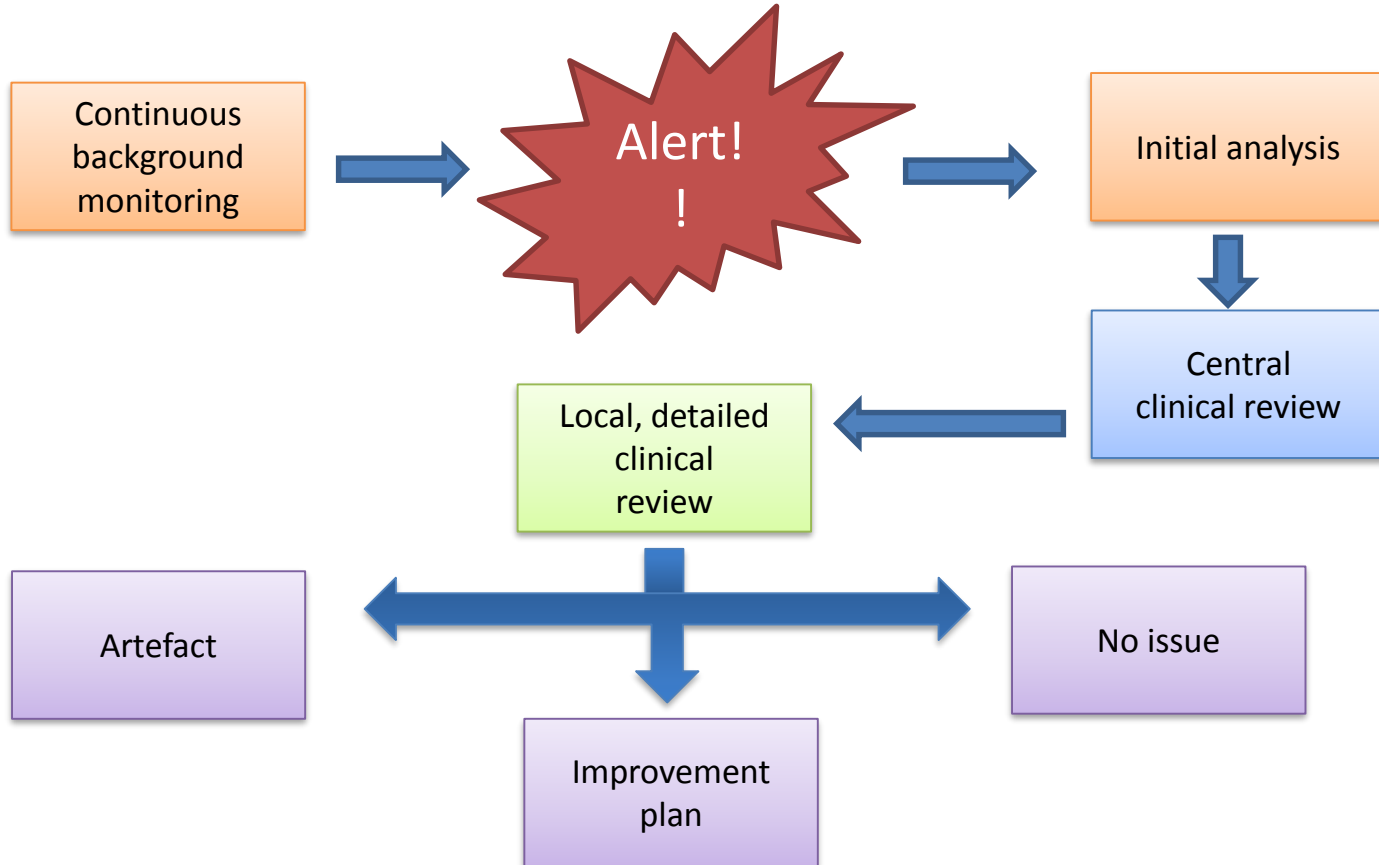 Continuous
background
monitoring
Alert!
!
Initial analysis
Central
clinical review
Local, detailed
clinical
review
Artefact
No issue
Improvement
plan